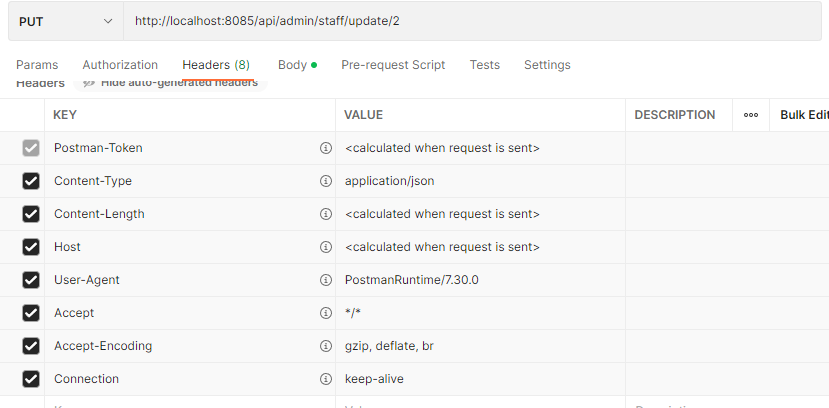 PUT http://localhost:8085/api/admin/staff/update/2
Params Authorization Headers (8) Body Pre-request Script Tests Settings
Headers Hide auto-generated headers
KEY VALUE DESCRIPTION ooo Bulk Edit
Postman-Token <calculated when request is sent>
Content-Type application/json
Content-Length <calculated when request is sent>
Host <calculated when request is sent>
User-Agent PostmanRuntime/7.30.0
Accept */*
Accept-Encoding gzip, deflate, br
Connection keep-alive